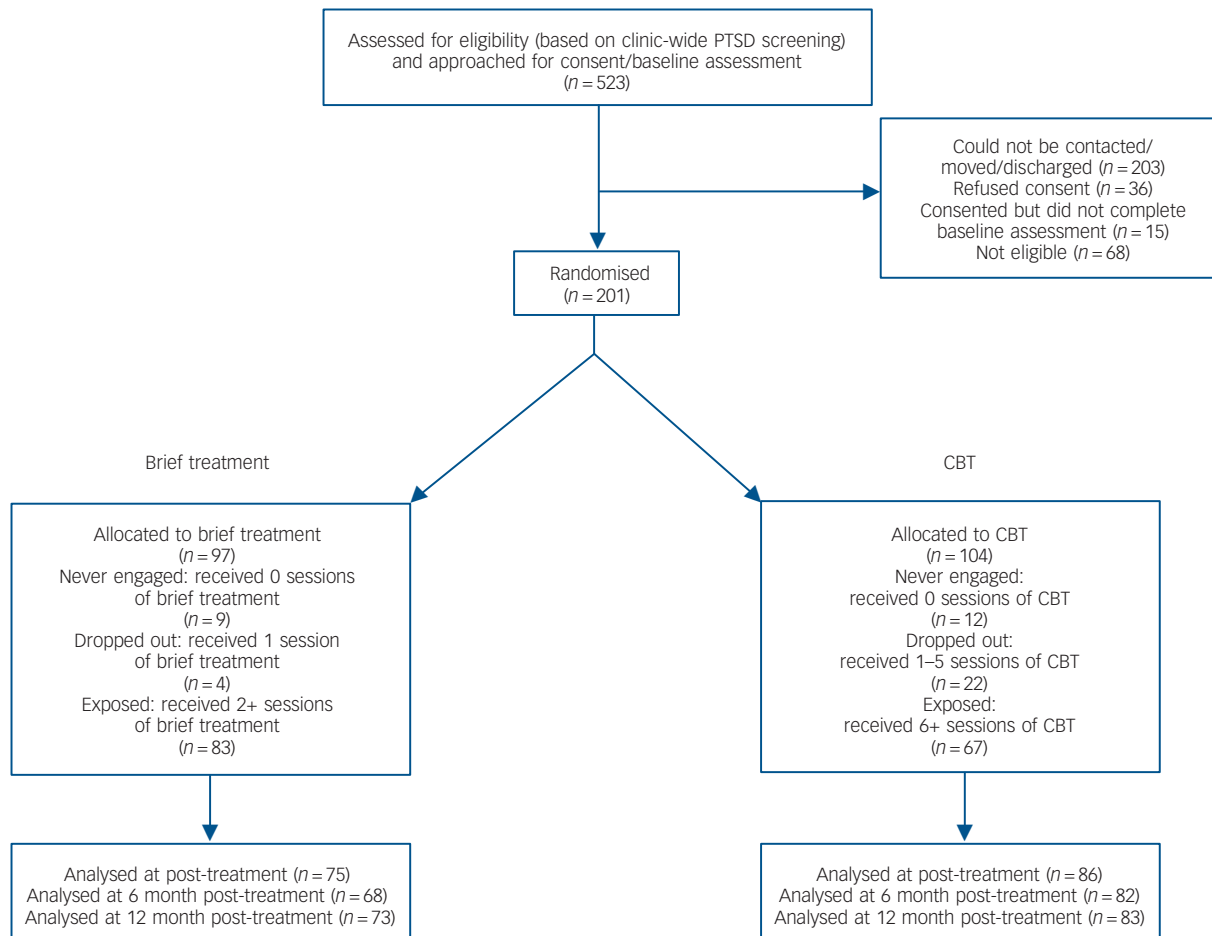 Assessed for eligibility (based on clinic-wide PTSD screening)
and approached for consent/baseline assessment
(n = 523)
Could not be contacted/
moved/discharged (n = 203)
Refused consent (n = 36)
Consented but did not complete
baseline assessment (n = 15)
Not eligible (n = 68)
Randomised
(n = 201)
Brief treatment
Allocated to brief treatment
(n = 97)
Never engaged: received 0 sessions
of brief treatment
(n = 9)
Dropped out: received 1 session
of brief treatment
(n = 4)
Exposed: received 2+ sessions
of brief treatment
(n = 83)
Analysed at post-treatment (n = 75)
Analysed at 6 month post-treatment (n = 68)
Analysed at 12 month post-treatment (n = 73)
CBT
Allocated to CBT
(n = 104)
Never engaged:
received 0 sessions of CBT
(n = 12)
Dropped out:
received 1–5 sessions of CBT
(n = 22)
Exposed:
received 6+ sessions of CBT
(n = 67)
Analysed at post-treatment (n = 86)
Analysed at 6 month post-treatment (n = 82)
Analysed at 12 month post-treatment (n = 83)